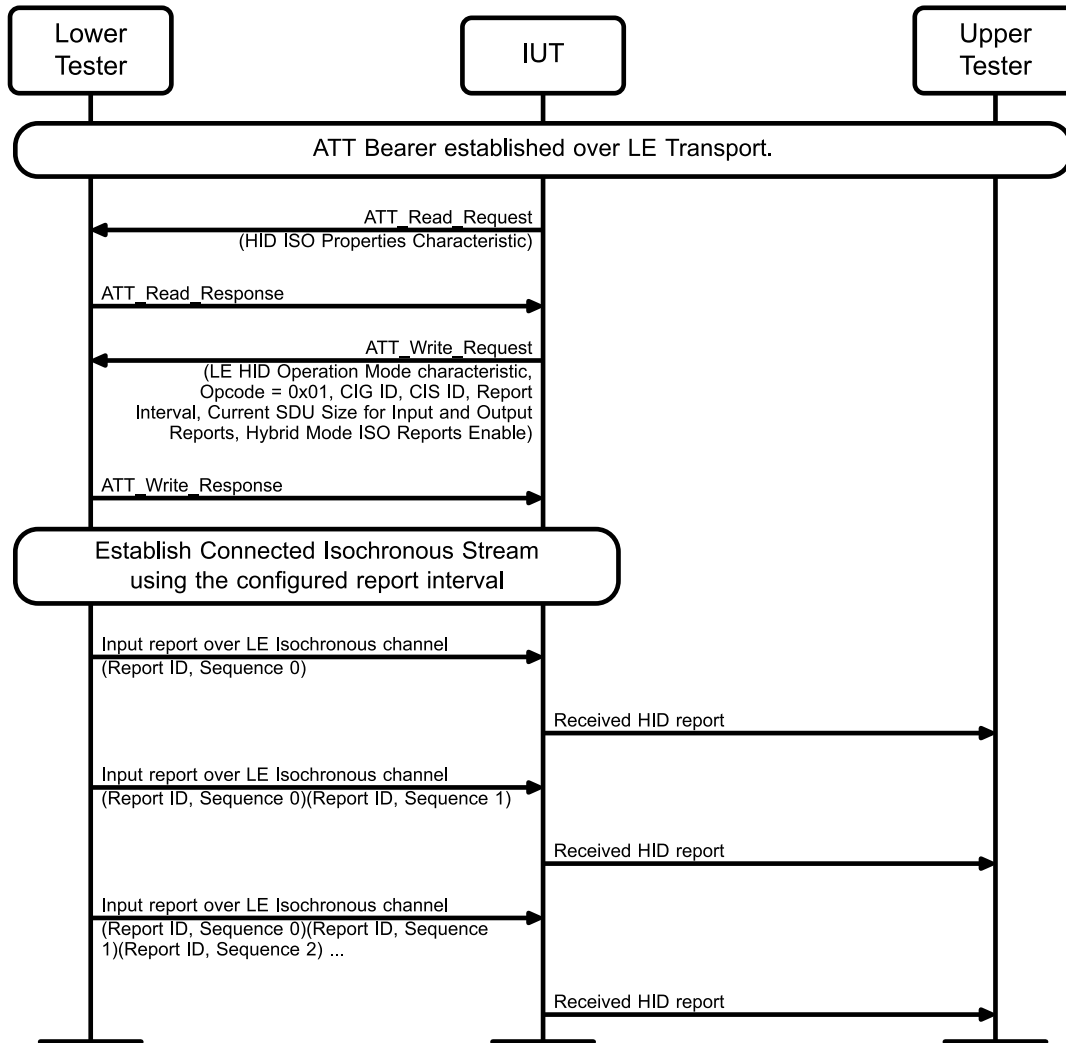 Lower
Tester
IUT
Upper
Tester
ATT Bearer established over LE Transport.
ATT_Read_Request
(HID ISO Properties Characteristic)
ATT_Read_Response
ATT_Write_Request
(LE HID Operation Mode characteristic,
Opcode = 0x01, CIG ID, CIS ID, Report
Interval, Current SDU Size for Input and Output
Reports, Hybrid Mode ISO Reports Enable)
ATT_Write_Response
Establish Connected Isochronous Stream
using the configured report interval
Input report over LE Isochronous channel
(Report ID, Sequence 0)
Received HID report
Input report over LE Isochronous channel
(Report ID, Sequence 0)(Report ID, Sequence 1)
Received HID report
Input report over LE Isochronous channel
(Report ID, Sequence 0)(Report ID, Sequence
1)(Report ID, Sequence 2) ...
Received HID report